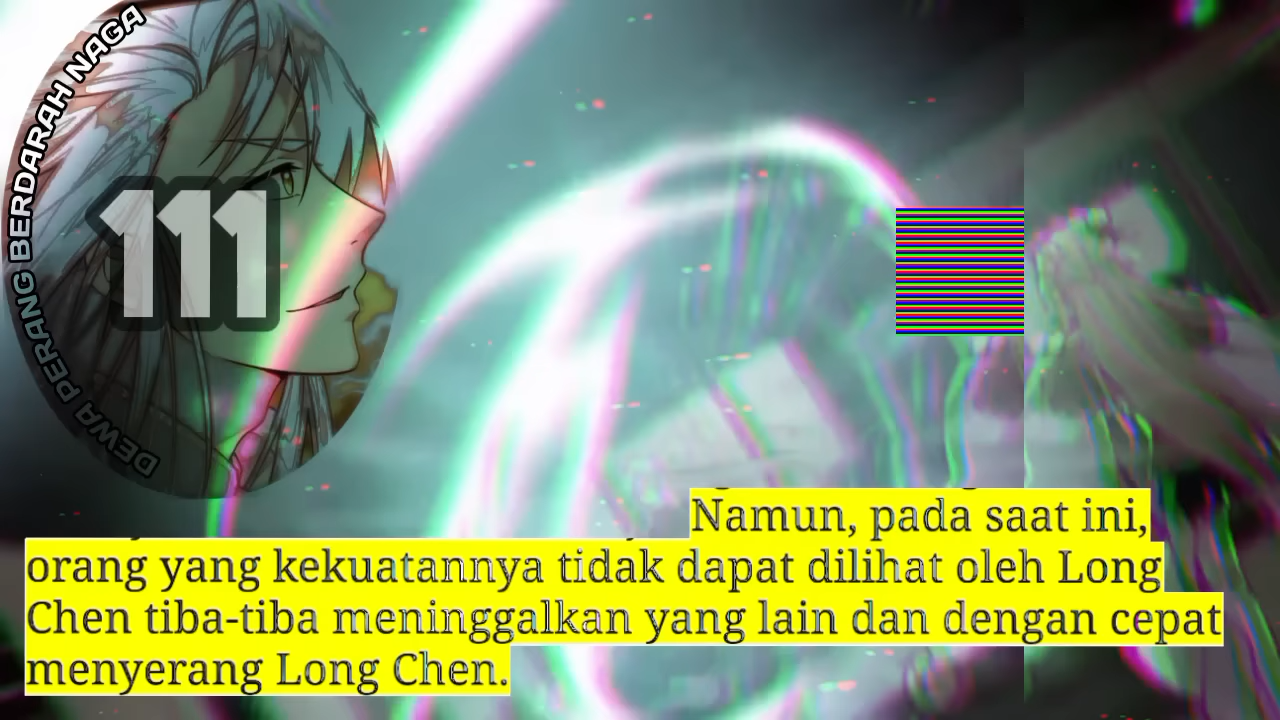 DEWA PERANG BERDARAH NAGA
111
Namun, pada saat ini,
orang yang kekuatannya tidak dapat dilihat oleh Long
Chen tiba-tiba meninggalkan yang lain dan dengan cepat
menyerang Long Chen.